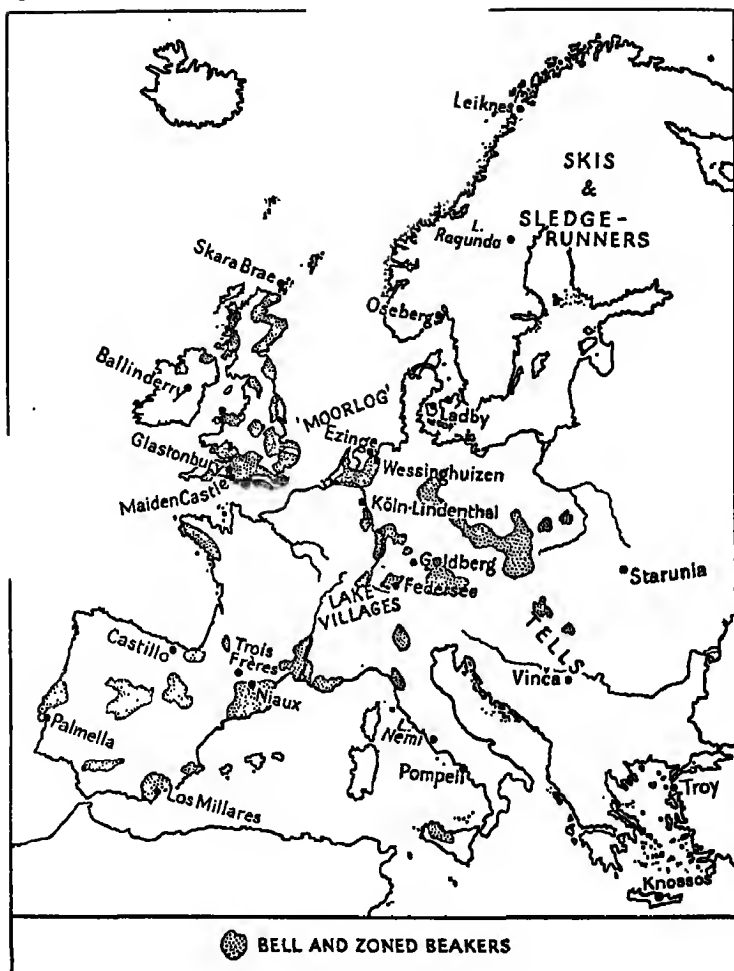 Leiknes
SKIS
&
SLEDGE-
RUNNERS
L.
Ragunda
Skara Brae
Oseberg
Ballinderry
'MOORLOG'
Ladby
Ezinge
Glastonbury
Wessinghuizen
Maiden Castle
Köln-Lindenthal
Goldberg
Starunia
LAKE
Federsee
VILLAGES
TELLS
Castillo
Trois
Frères
Vinča
Niaux
Palmella
L.
Nemi
Pompeii
Troy
Los Millares
Knossos
BELL AND ZONED BEAKERS